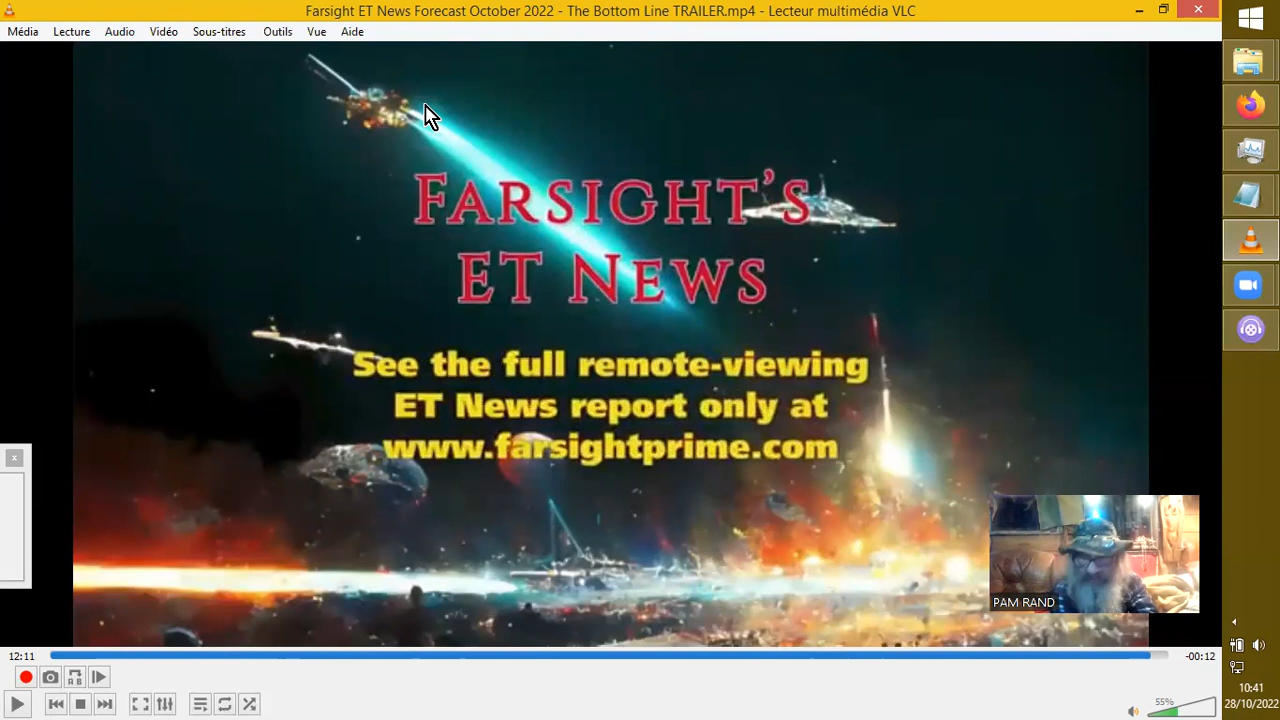 Farsight ET News Forecast October 2022 - The Bottom Line TRAILER.mp4 - Lecteur multimédia VLC
Média Lecture Audio Vidéo Sous-titres Outils Vue Aide
FARSIGHT'S
ET NEWS
See the full remote-viewing
ET News report only at
www.farsightprime.com
PAM RAND
12:11 -00:12
55%
10:41
28/10/2022